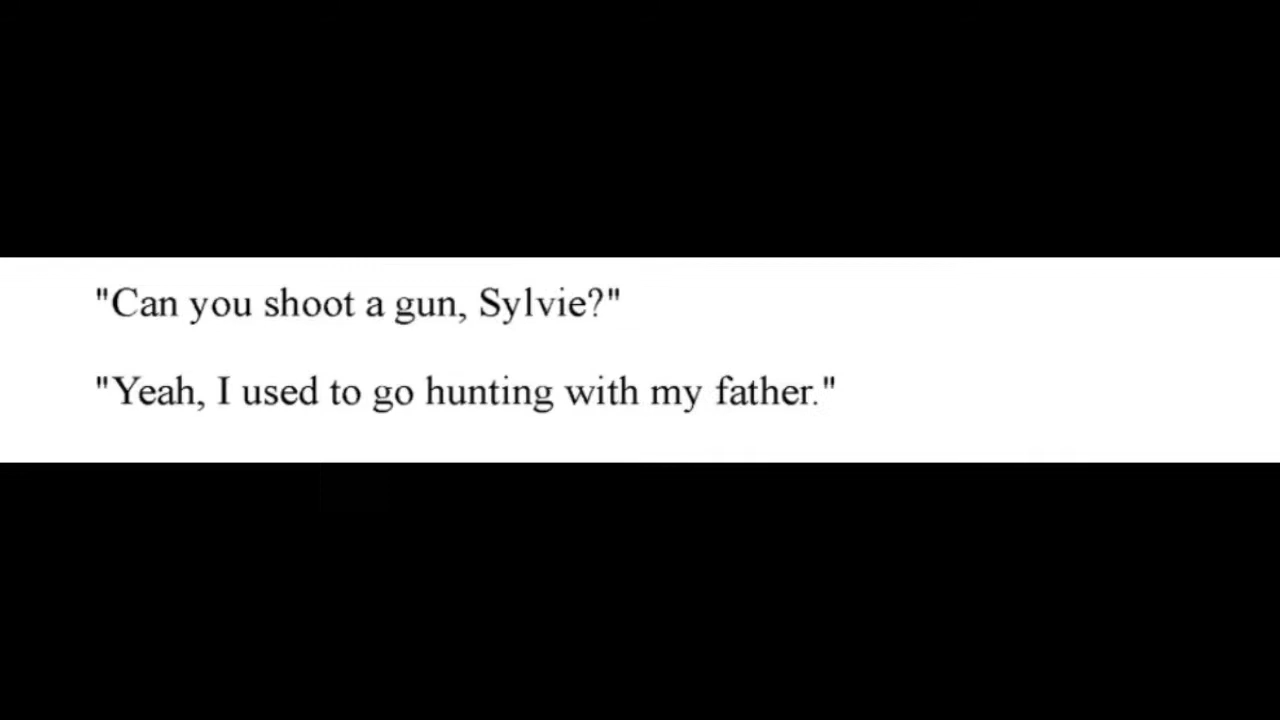 "Can you shoot a gun, Sylvie?"
"Yeah, I used to go hunting with my father."